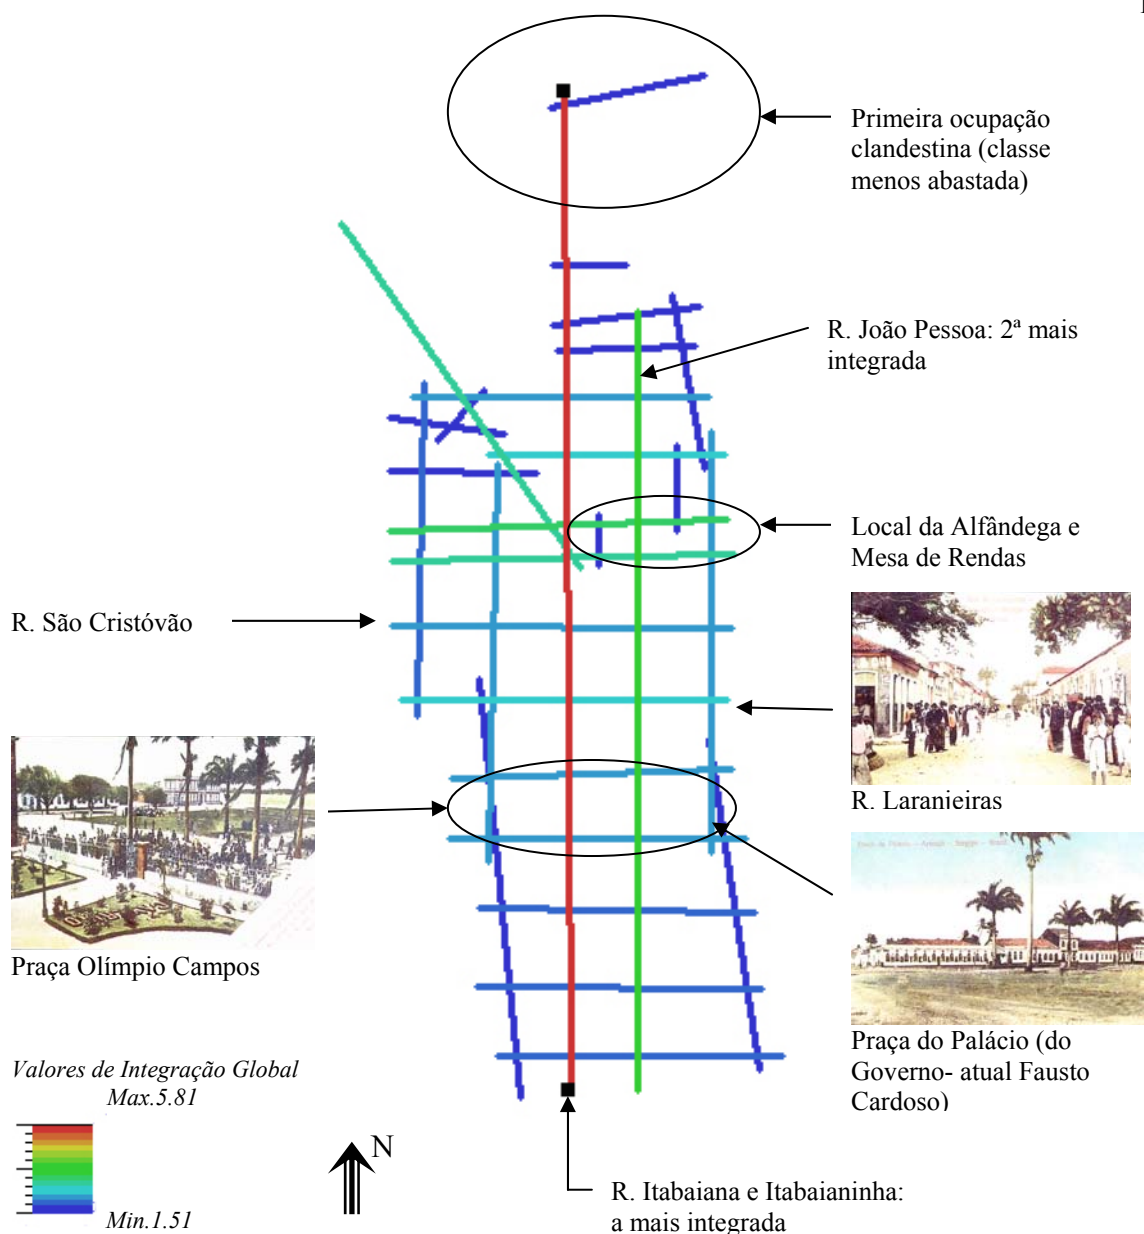 Primeira ocupação
clandestina (classe
menos abastada)
R. João Pessoa: 2ª mais
integrada
Local da Alfândega e
Mesa de Rendas
R. São Cristóvão
R. Laranieiras
Praça Olímpio Campos
Praça do Palácio (do
Governo- atual Fausto
Cardoso)
Valores de Integração Global
Max.5.81
Min.1.51
N
R. Itabaiana e Itabaianinha:
a mais integrada